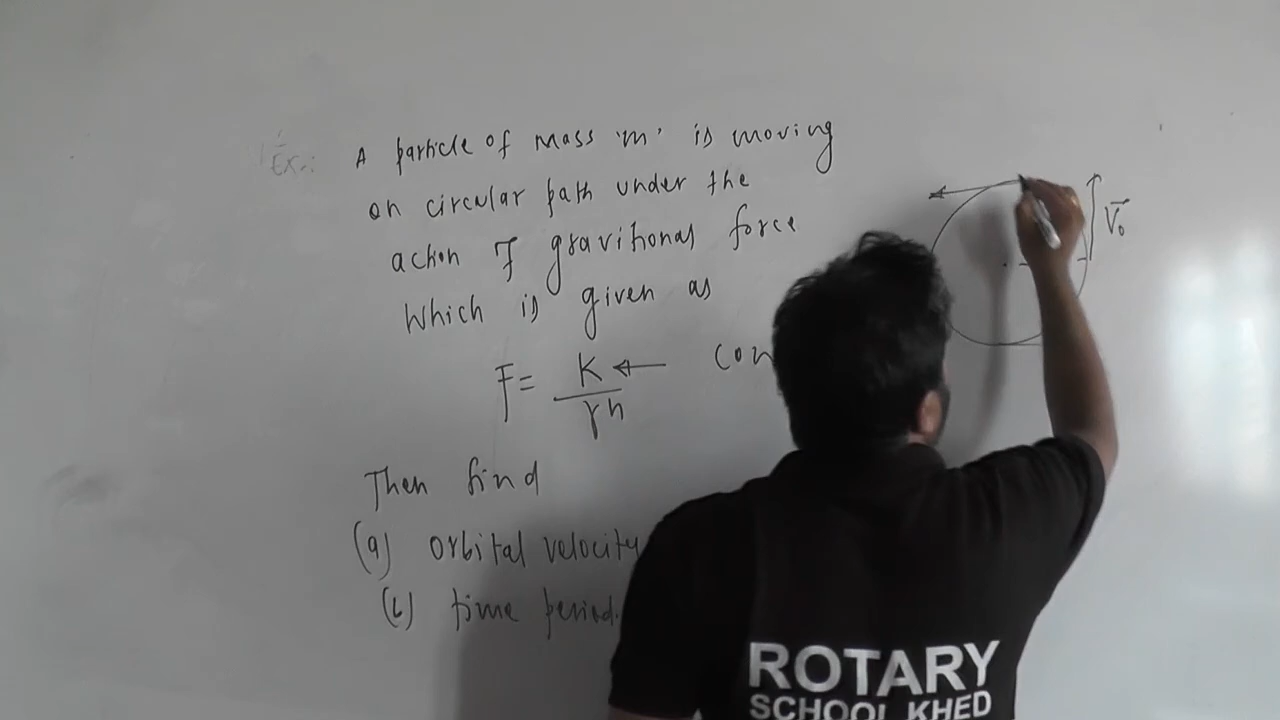 Ex:
A particle of mass 'm' is moving
on circular path under the
action of gravitional force
which is given as
F = K ←
r^n
Then find
(a) orbital velocity
(b) time period.
V₀
ROTARY
SCHOOL KHED